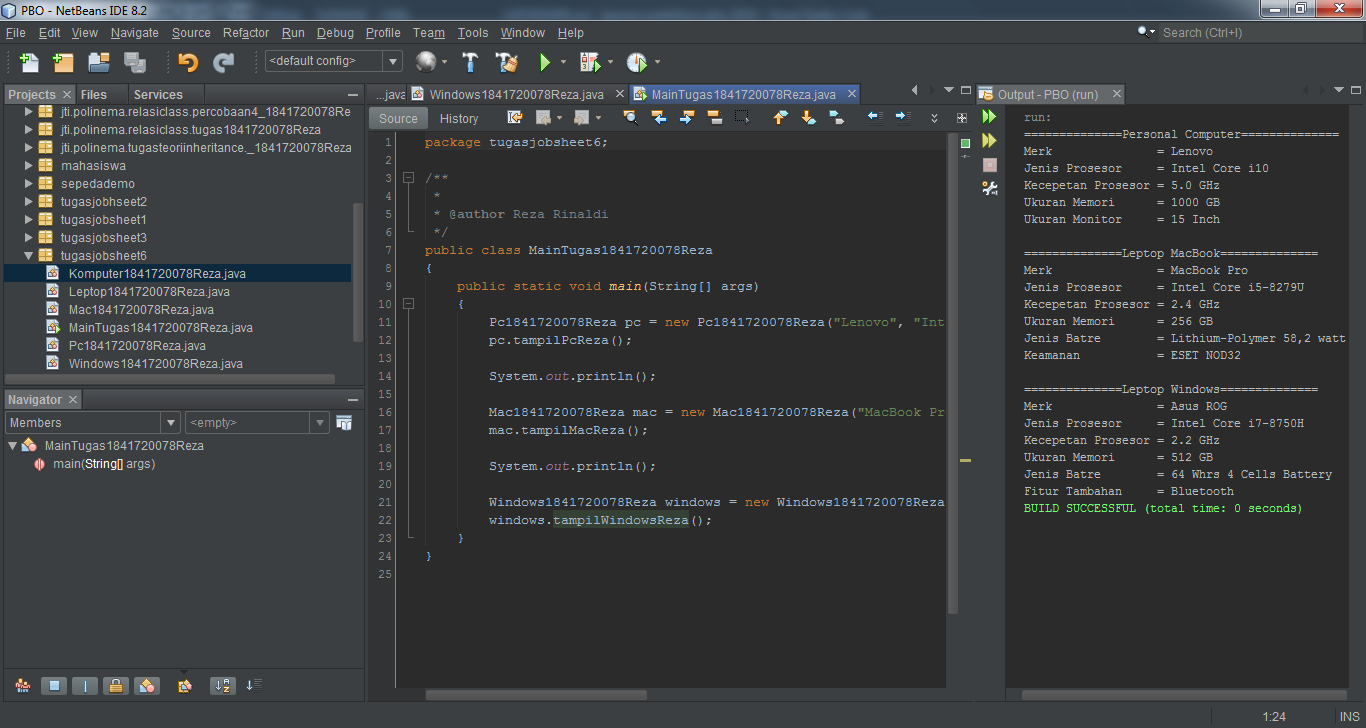 PBO - NetBeans IDE 8.2
File Edit View Navigate Source Refactor Run Debug Profile Team Tools Window Help
Search (Ctrl+I)
<default config>
Projects Files Services
jti.polinema.relasiclass.percobaan4_1841720078Re
jti.polinema.relasiclass.tugas1841720078Reza
jti.polinema.tugasteoriinheritance._1841720078Reza
mahasiswa
sepedademo
tugasjobhseet2
tugasjobsheet1
tugasjobsheet3
tugasjobsheet6
Komputer1841720078Reza.java
Leptop1841720078Reza.java
Mac1841720078Reza.java
MainTugas1841720078Reza.java
Pc1841720078Reza.java
Windows1841720078Reza.java
Navigator
Members <empty>
MainTugas1841720078Reza
main(String[] args)
...java Windows1841720078Reza.java MainTugas1841720078Reza.java
Source History
1 package tugasjobsheet6;
2
3 /**
4 *
5 * @author Reza Rinaldi
6 */
7 public class MainTugas1841720078Reza
8 {
9 public static void main(String[] args)
10 {
11 Pc1841720078Reza pc = new Pc1841720078Reza("Lenovo", "Int
12 pc.tampilPcReza();
13
14 System.out.println();
15
16 Mac1841720078Reza mac = new Mac1841720078Reza("MacBook Pr
17 mac.tampilMacReza();
18
19 System.out.println();
20
21 Windows1841720078Reza windows = new Windows1841720078Reza
22 windows.tampilWindowsReza();
23 }
24 }
25
Output - PBO (run)
run:
==============Personal Computer==============
Merk = Lenovo
Jenis Prosesor = Intel Core i10
Kecepetan Prosesor = 5.0 GHz
Ukuran Memori = 1000 GB
Ukuran Monitor = 15 Inch
==============Leptop MacBook==============
Merk = MacBook Pro
Jenis Prosesor = Intel Core i5-8279U
Kecepetan Prosesor = 2.4 GHz
Ukuran Memori = 256 GB
Jenis Batre = Lithium-Polymer 58,2 watt
Keamanan = ESET NOD32
==============Leptop Windows==============
Merk = Asus ROG
Jenis Prosesor = Intel Core i7-8750H
Kecepetan Prosesor = 2.2 GHz
Ukuran Memori = 512 GB
Jenis Batre = 64 Whrs 4 Cells Battery
Fitur Tambahan = Bluetooth
BUILD SUCCESSFUL (total time: 0 seconds)
1:24 INS